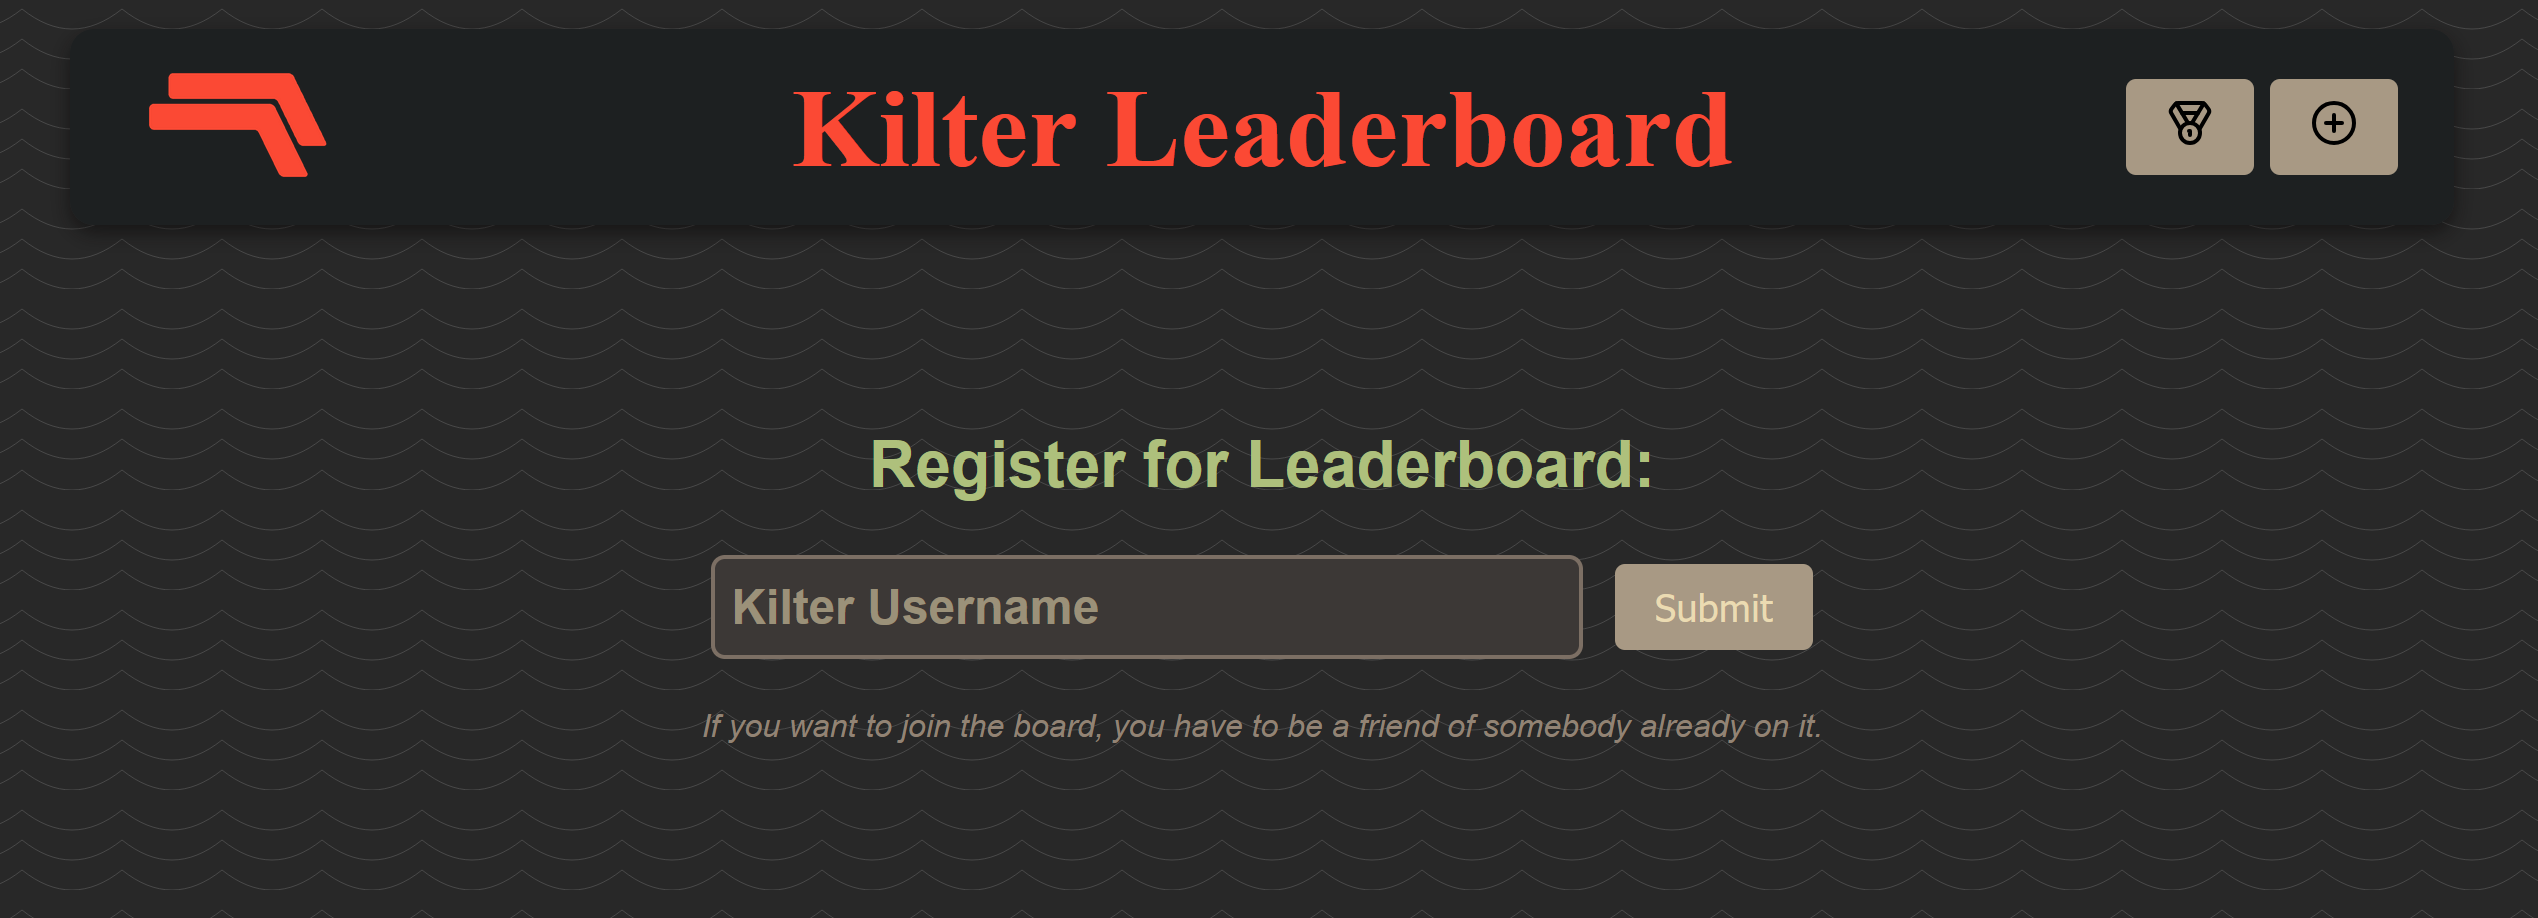 Kilter Leaderboard
Register for Leaderboard:
Kilter Username
Submit
If you want to join the board, you have to be a friend of somebody already on it.